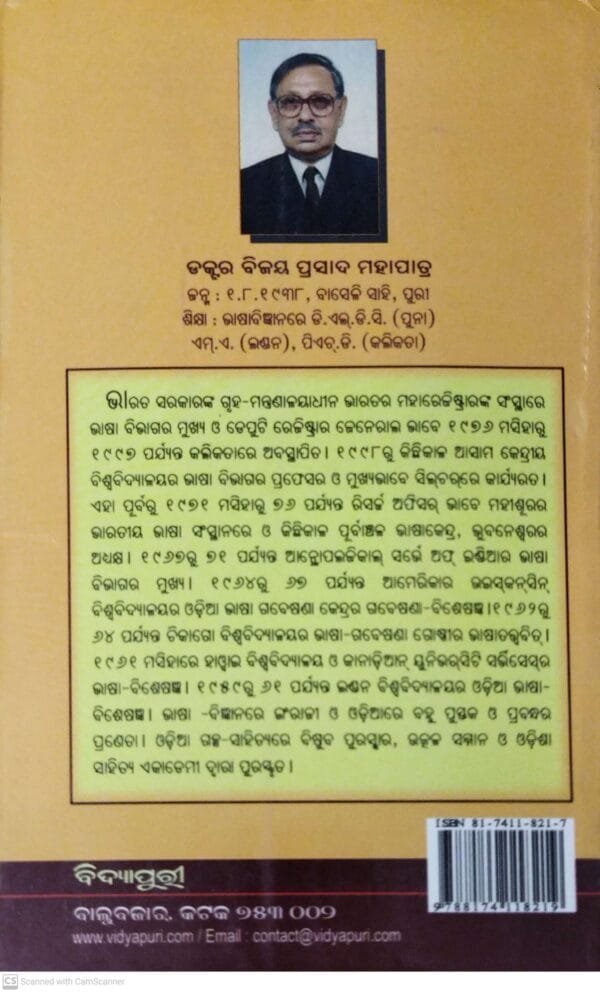 ଡକ୍ଟର ବିଜୟ ପ୍ରସାଦ ମହାପାତ୍ର
ଜନ୍ମ : ୧.୮.୧୯୩୮, ବାସେଳି ସାହି, ପୁରୀ
ଶିକ୍ଷା : ଭାଷାବିଜ୍ଞାନରେ ଡି.ଏଲ୍.ଡି.ସି. (ପୁନା)
ଏମ୍.ଏ. (ଲଣ୍ଡନ), ପିଏଚ୍.ଡି. (କଲିକତା)
ଭାରତ ସରକାରଙ୍କ ଗୃହ-ମନ୍ତ୍ରଣାଳୟାଧୀନ ଭାରତର ମହାରେଜିଷ୍ଟ୍ରାରଙ୍କ ସଂସ୍ଥାରେ
ଭାଷା ବିଭାଗର ମୁଖ୍ୟ ଓ ଡେପୁଟି ରେଜିଷ୍ଟ୍ରାର ଜେନେରାଲ ଭାବେ ୧୯୭୬ ମସିହାରୁ
୧୯୯୭ ପର୍ଯ୍ୟନ୍ତ କଲିକତାରେ ଅବସ୍ଥାପିତ। ୧୯୯୮ରୁ କିଛିକାଳ ଆସାମ କେନ୍ଦ୍ରୀୟ
ବିଶ୍ୱବିଦ୍ୟାଳୟର ଭାଷା ବିଭାଗର ପ୍ରଫେସର ଓ ମୁଖ୍ୟଭାବେ ସିଲ୍‌ଚର୍‌ରେ କାର୍ଯ୍ୟରତ।
ଏହା ପୂର୍ବରୁ ୧୯୭୧ ମସିହାରୁ ୭୬ ପର୍ଯ୍ୟନ୍ତ ରିସର୍ଚ୍ଚ ଅଫିସର୍ ଭାବେ ମହୀଶୂରର
ଭାରତୀୟ ଭାଷା ସଂସ୍ଥାନରେ ଓ କିଛିକାଳ ପୂର୍ବାଞ୍ଚଳ ଭାଷାକେନ୍ଦ୍ର, ଭୁବନେଶ୍ୱରର
ଅଧ୍ୟକ୍ଷ। ୧୯୬୭ରୁ ୭୧ ପର୍ଯ୍ୟନ୍ତ ଆନ୍ଥ୍ରୋପଲଜିକାଲ୍ ସର୍ଭେ ଅଫ୍ ଇଣ୍ଡିଆର ଭାଷା
ବିଭାଗର ମୁଖ୍ୟ। ୧୯୬୪ରୁ ୬୭ ପର୍ଯ୍ୟନ୍ତ ଆମେରିକାର ଉଇସ୍‌କନ୍‌ସିନ୍
ବିଶ୍ୱବିଦ୍ୟାଳୟର ଓଡ଼ିଆ ଭାଷା ଗବେଷଣା କେନ୍ଦ୍ରର ଗବେଷଣା-ବିଶେଷଜ୍ଞ।୧୯୬୨ରୁ
୬୪ ପର୍ଯ୍ୟନ୍ତ ଚିକାଗୋ ବିଶ୍ୱବିଦ୍ୟାଳୟର ଭାଷା-ଗବେଷଣା ଗୋଷ୍ଠୀର ଭାଷାତତ୍ତ୍ୱବିତ୍।
୧୯୬୧ ମସିହାରେ ହାୱାଇ ବିଶ୍ୱବିଦ୍ୟାଳୟ ଓ କାନାଡ଼ିଆନ୍ ୟୁନିଭର୍‌ସିଟି ସର୍ଭିସେସ୍‌ର
ଭାଷା-ବିଶେଷଜ୍ଞ। ୧୯୫୯ରୁ ୬୧ ପର୍ଯ୍ୟନ୍ତ ଲଣ୍ଡନ ବିଶ୍ୱବିଦ୍ୟାଳୟର ଓଡ଼ିଆ ଭାଷା-
ବିଶେଷଜ୍ଞ। ଭାଷା -ବିଜ୍ଞାନରେ ଇଂରାଜୀ ଓ ଓଡ଼ିଆରେ ବହୁ ପୁସ୍ତକ ଓ ପ୍ରବନ୍ଧର
ପ୍ରଣେତା। ଓଡ଼ିଆ ଗଳ୍ପ-ସାହିତ୍ୟରେ ବିଷୁବ ପୁରସ୍କାର, ଉତ୍କଳ ସମ୍ମାନ ଓ ଓଡ଼ିଶା
ସାହିତ୍ୟ ଏକାଡେମୀ ଦ୍ୱାରା ପୁରସ୍କୃତ।
ISBN 81-7411-821-7
9788174118219
ବିଦ୍ୟାପୁରୀ
ବାଲୁବଜାର, କଟକ ୭୫୩ ୦୦୨
www.vidyapuri.com / Email : contact@vidyapuri.com
CS Scanned with CamScanner